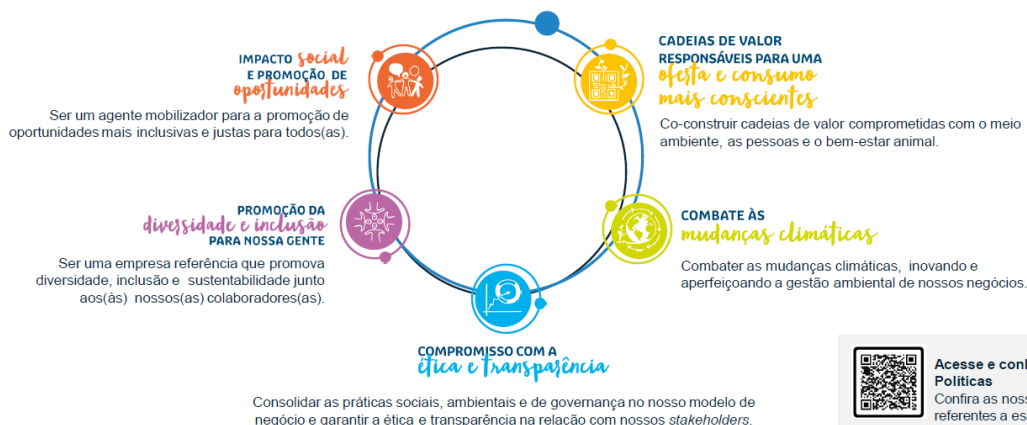 IMPACTO social
E PROMOÇÃO DE
oportunidades
Ser um agente mobilizador para a promoção de
oportunidades mais inclusivas e justas para todos(as).
CADEIAS DE VALOR
RESPONSÁVEIS PARA UMA
oferta e consumo
mais conscientes
Co-construir cadeias de valor comprometidas com o meio
ambiente, as pessoas e o bem-estar animal.
PROMOÇÃO DA
diversidade e inclusão
PARA NOSSA GENTE
Ser uma empresa referência que promova
diversidade, inclusão e sustentabilidade junto
aos(às) nossos(as) colaboradores(as).
COMBATE ÀS
mudanças climáticas
Combater as mudanças climáticas, inovando e
aperfeiçoando a gestão ambiental de nossos negócios.
COMPROMISSO COM A
ética e transparência
Consolidar as práticas sociais, ambientais e de governança no nosso modelo de
negócio e garantir a ética e transparência na relação com nossos stakeholders.
Acesse e
Políticas
Confira as
referentes a